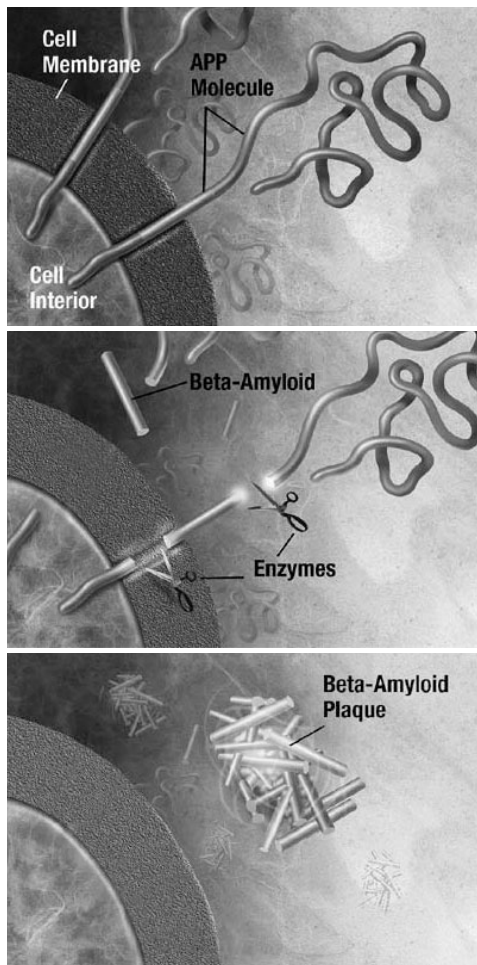 Cell
Membrane
APP
Molecule
Cell
Interior
Beta-Amyloid
Enzymes
Beta-Amyloid
Plaque